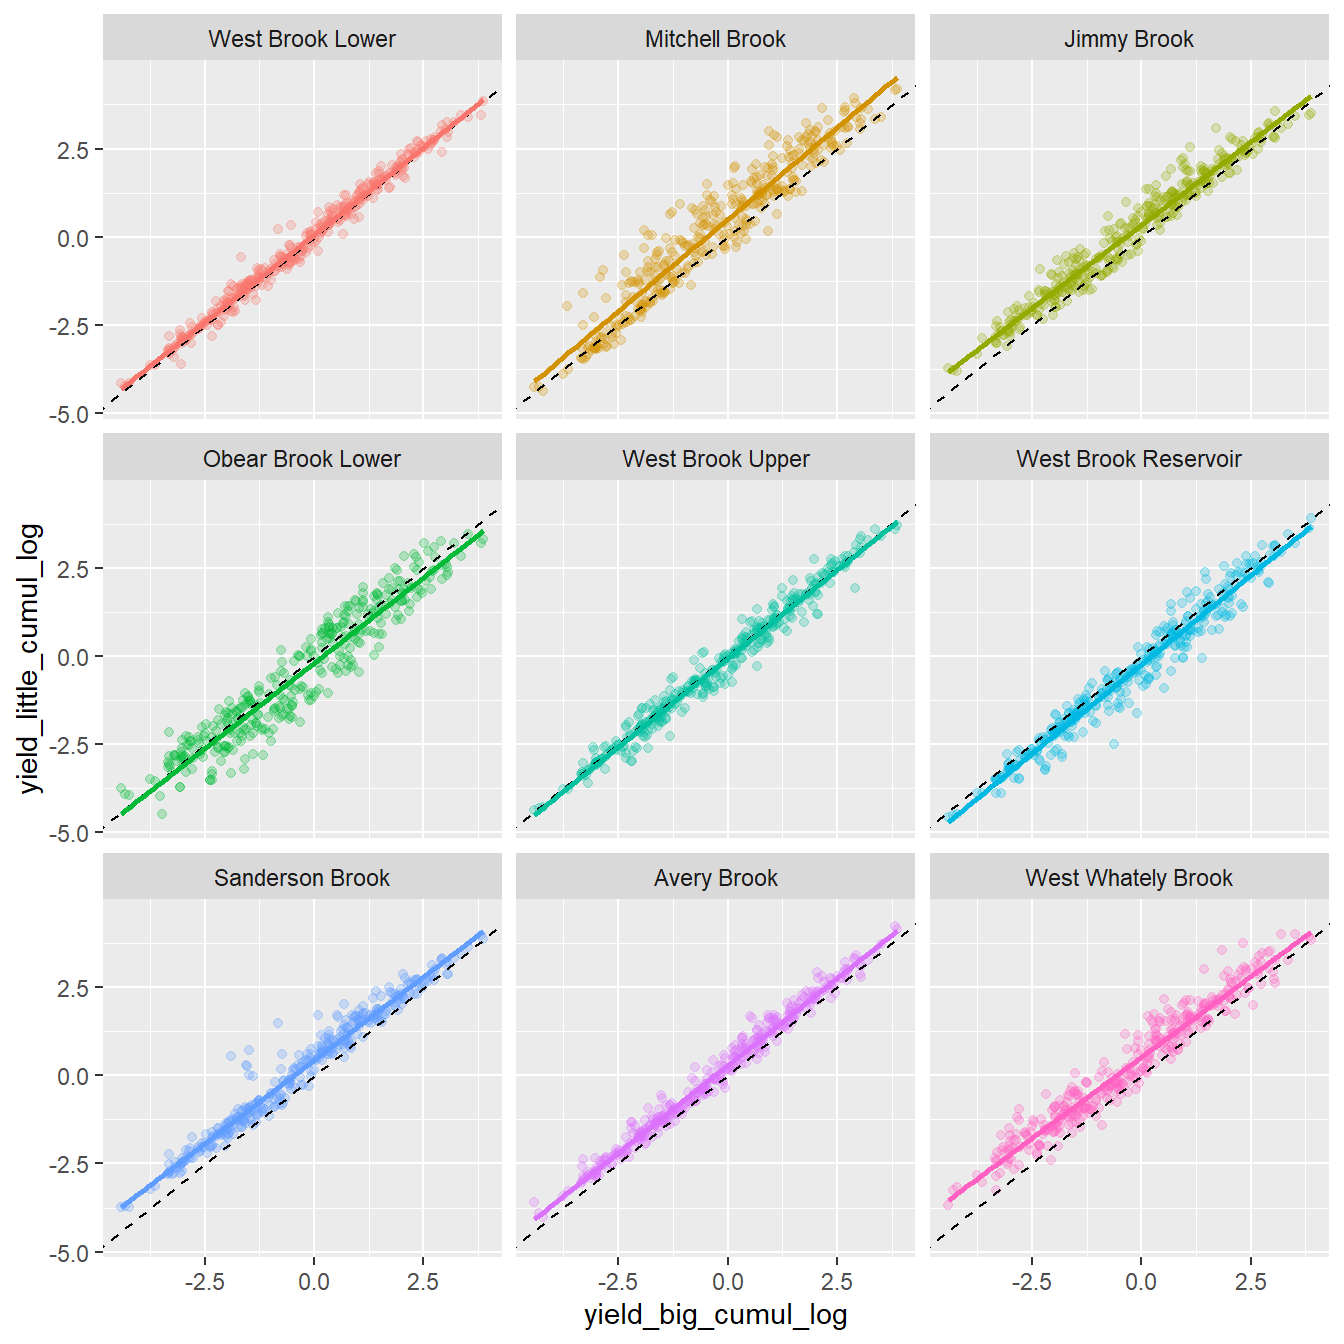 West Brook Lower
Mitchell Brook
Jimmy Brook
2.5
0.0
-2.5
-5.0
Obear Brook Lower
West Brook Upper
West Brook Reservoir
yield_little_cumul_log
2.5
0.0
-2.5
-5.0
Sanderson Brook
Avery Brook
West Whately Brook
2.5
0.0
-2.5
-5.0
-2.5 0.0 2.5 -2.5 0.0 2.5 -2.5 0.0 2.5
yield_big_cumul_log